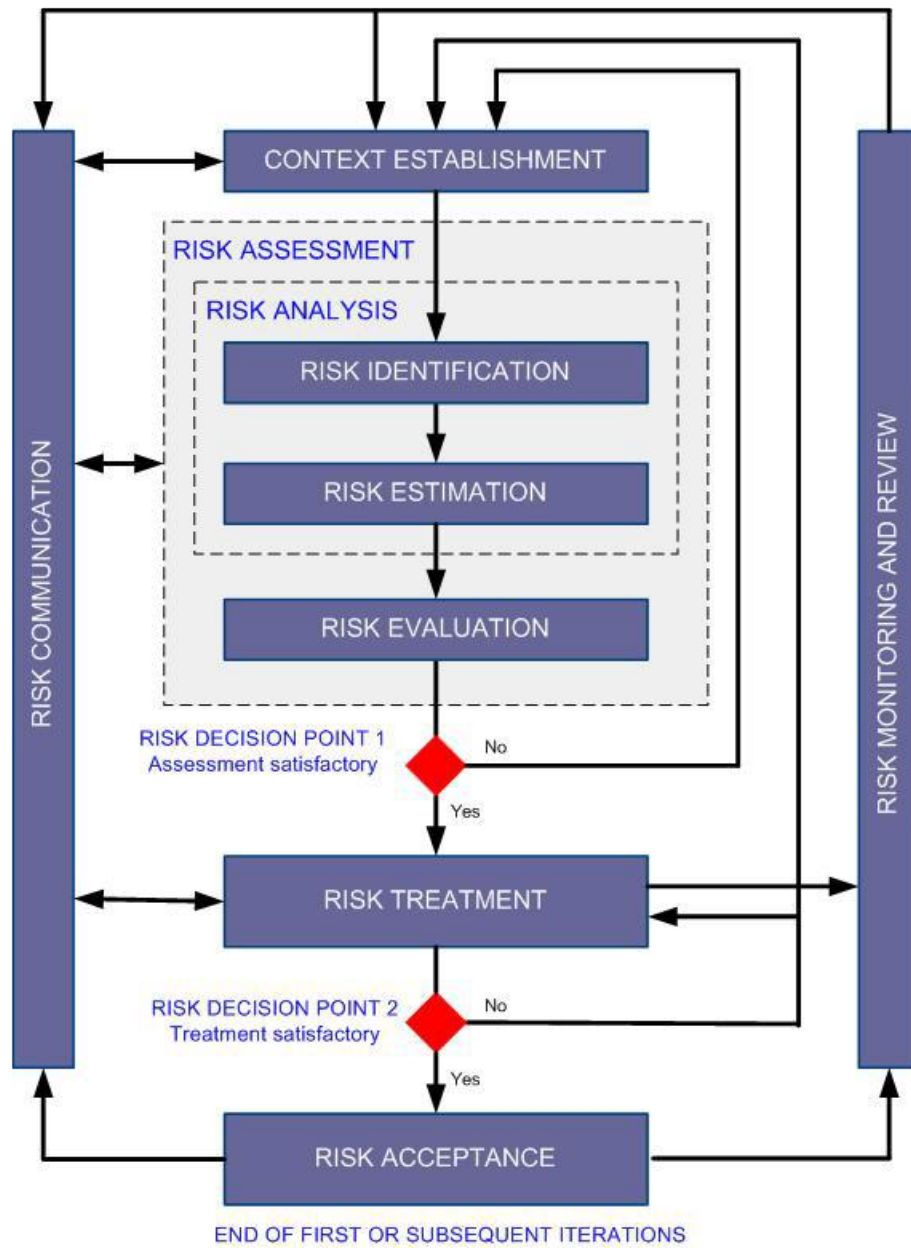 CONTEXT ESTABLISHMENT
RISK ASSESSMENT
RISK ANALYSIS
RISK IDENTIFICATION
RISK ESTIMATION
RISK EVALUATION
RISK COMMUNICATION
RISK MONITORING AND REVIEW
RISK DECISION POINT 1
Assessment satisfactory
No
Yes
RISK TREATMENT
RISK DECISION POINT 2
Treatment satisfactory
No
Yes
RISK ACCEPTANCE
END OF FIRST OR SUBSEQUENT ITERATIONS